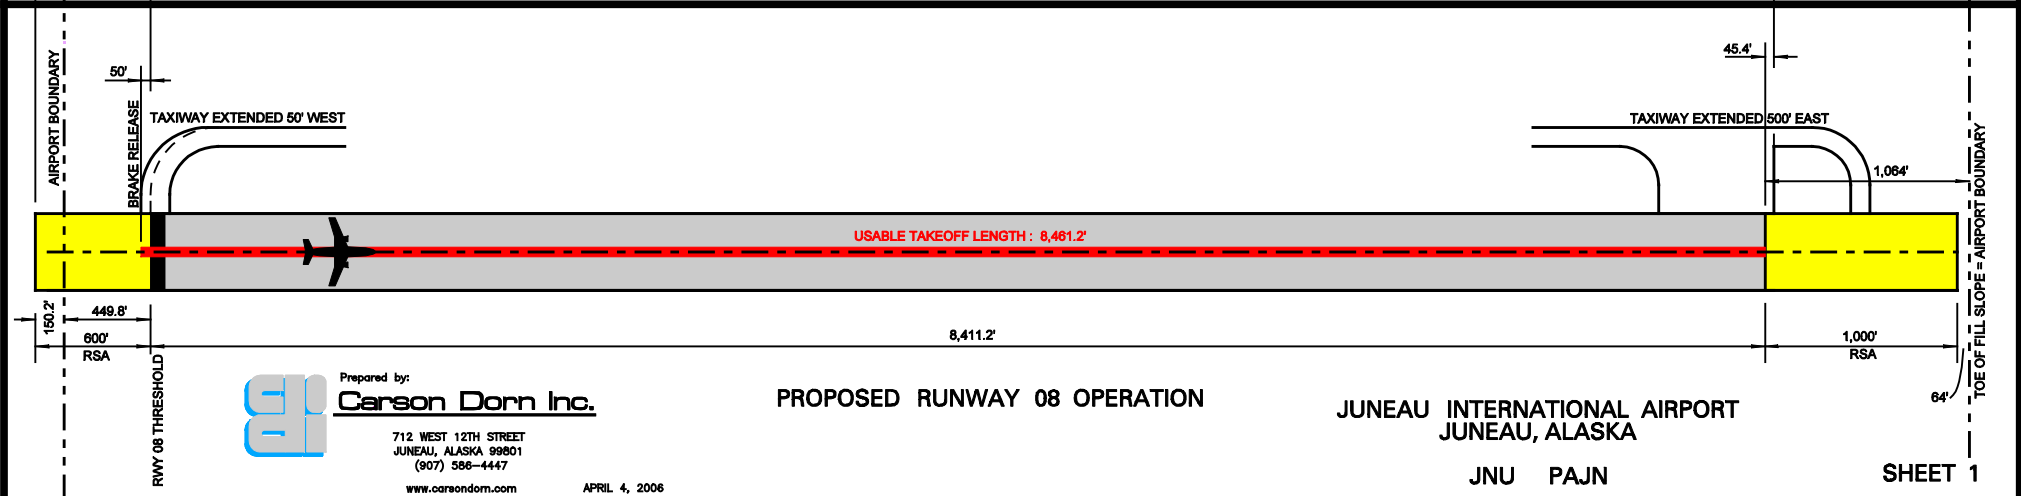 50'
45.4'
AIRPORT BOUNDARY
BRAKE RELEASE
TAXIWAY EXTENDED 50' WEST
TAXIWAY EXTENDED 500' EAST
1,064'
TOE OF FILL SLOPE = AIRPORT BOUNDARY
USABLE TAKEOFF LENGTH : 8,461.2'
150.2'
449.8'
600'
RSA
8,411.2'
1,000'
RSA
64'
RWY 08 THRESHOLD
Prepared by:
Carson Dorn Inc.
712 WEST 12TH STREET
JUNEAU, ALASKA 99801
(907) 586-4447
www.carsondorn.com
APRIL 4, 2006
PROPOSED RUNWAY 08 OPERATION
JUNEAU INTERNATIONAL AIRPORT
JUNEAU, ALASKA
JNU PAJN
SHEET 1